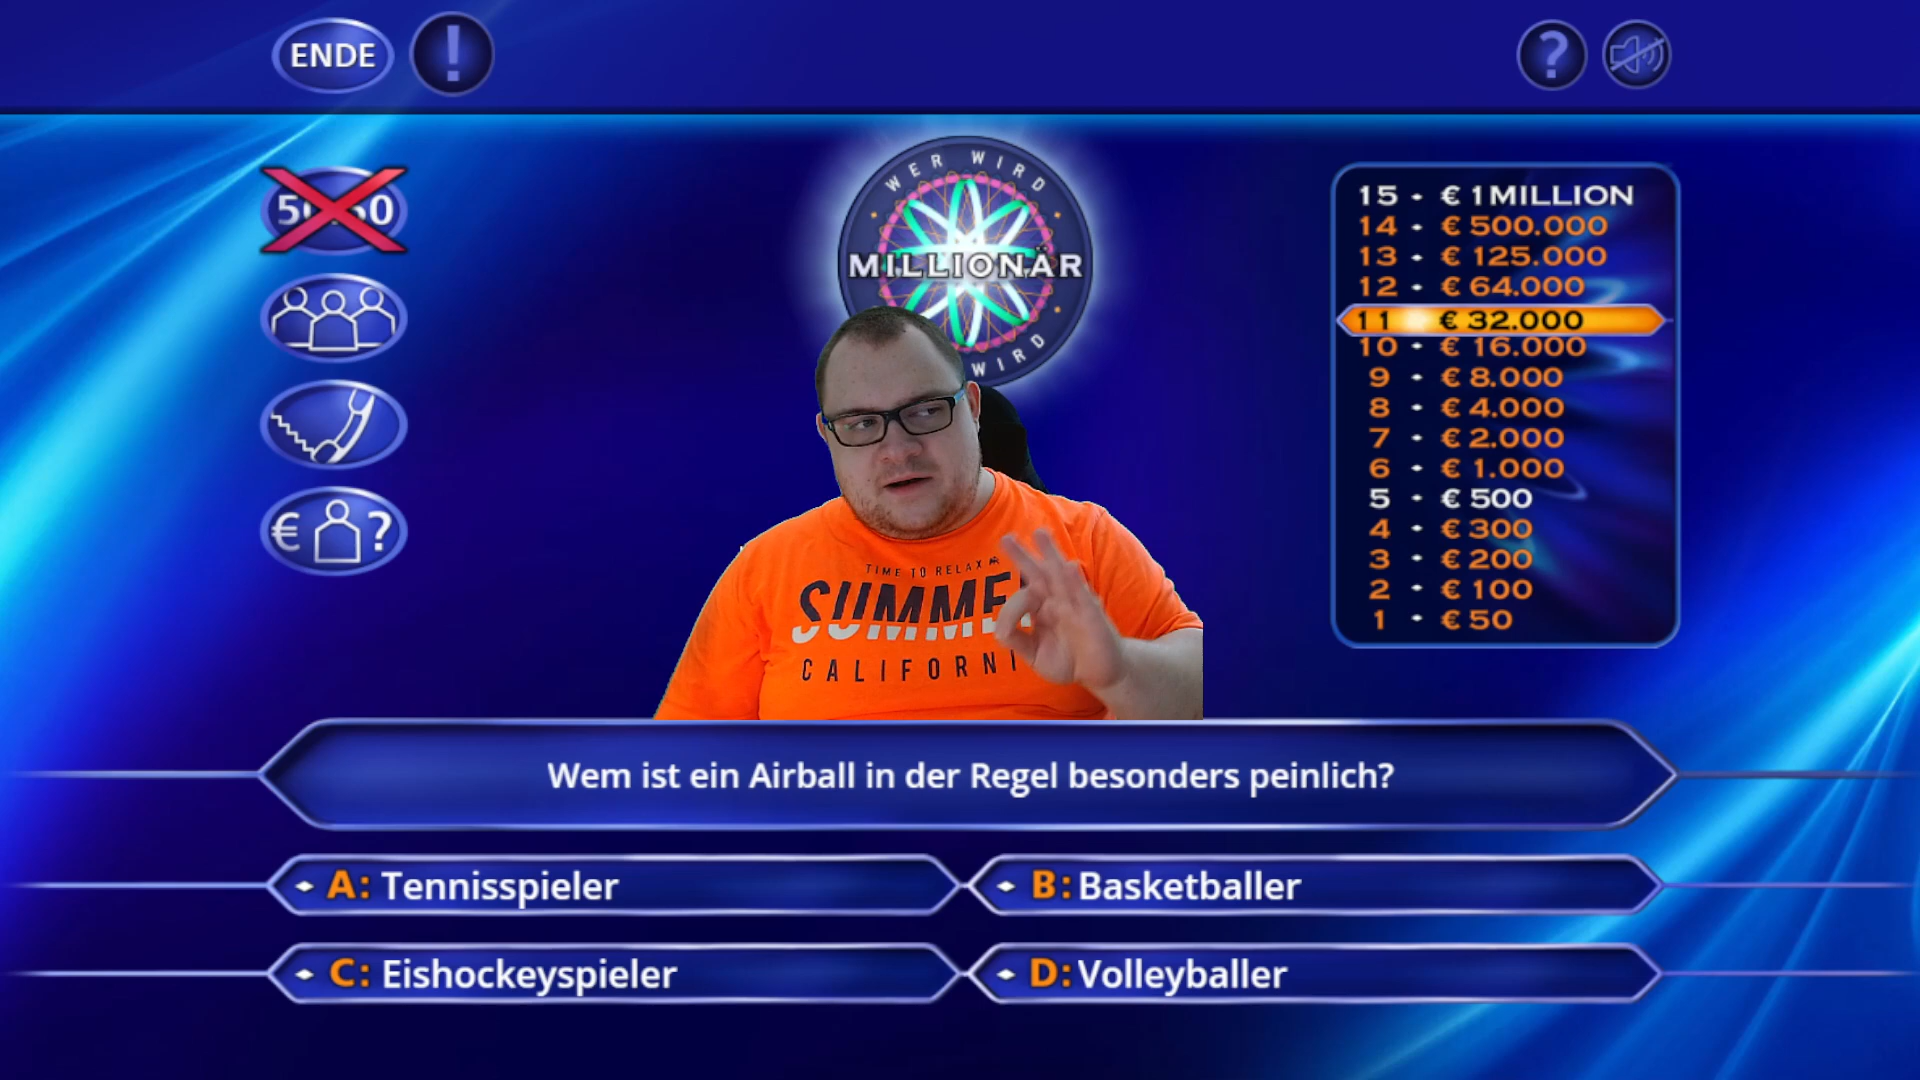 ENDE
!
?
WER WIRD
MILLIONÄR
WIRD
15 · € 1 MILLION
14 · € 500.000
13 · € 125.000
12 · € 64.000
11 € 32.000
10 · € 16.000
9 · € 8.000
8 · € 4.000
7 · € 2.000
6 · € 1.000
5 · € 500
4 · € 300
3 · € 200
2 · € 100
1 · € 50
€ ?
TIME TO RELAX
CALIFORNI
Wem ist ein Airball in der Regel besonders peinlich?
A: Tennisspieler
B: Basketballer
C: Eishockeyspieler
D: Volleyballer